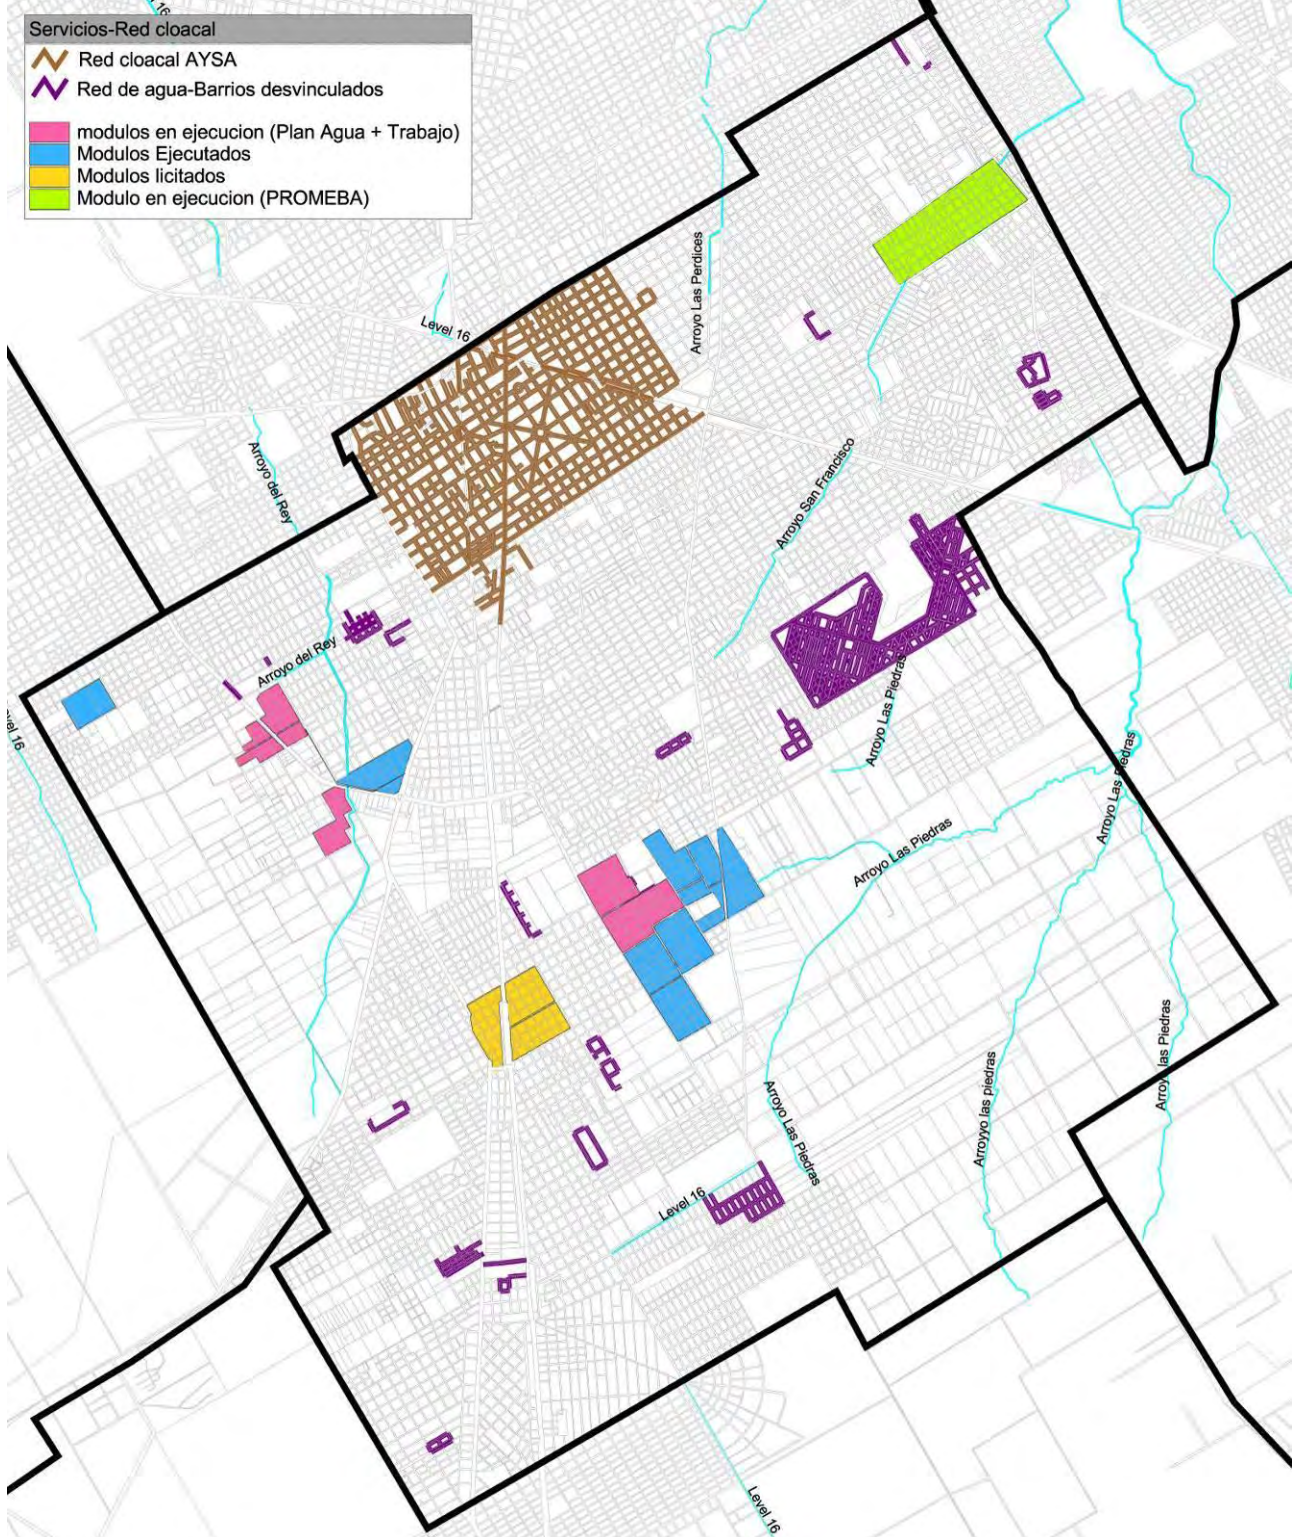 16
Servicios-Red cloacal
Red cloacal AYSA
Red de agua-Barrios desvinculados
modulos en ejecucion (Plan Agua + Trabajo)
Modulos Ejecutados
Modulos licitados
Modulo en ejecucion (PROMEBA)
Arroyo Las Perdices
Level 16
Arroyo del Rey
Arroyo San Francisco
Arroyo del Rey
Arroyo Las Piedras
evel 16
Arroyo Las Piedras
Arroyo Las Piedras
Arroyo Las Piedras
Arroyyo las piedras
Arroyo Las Piedras
Level 16
Level 16